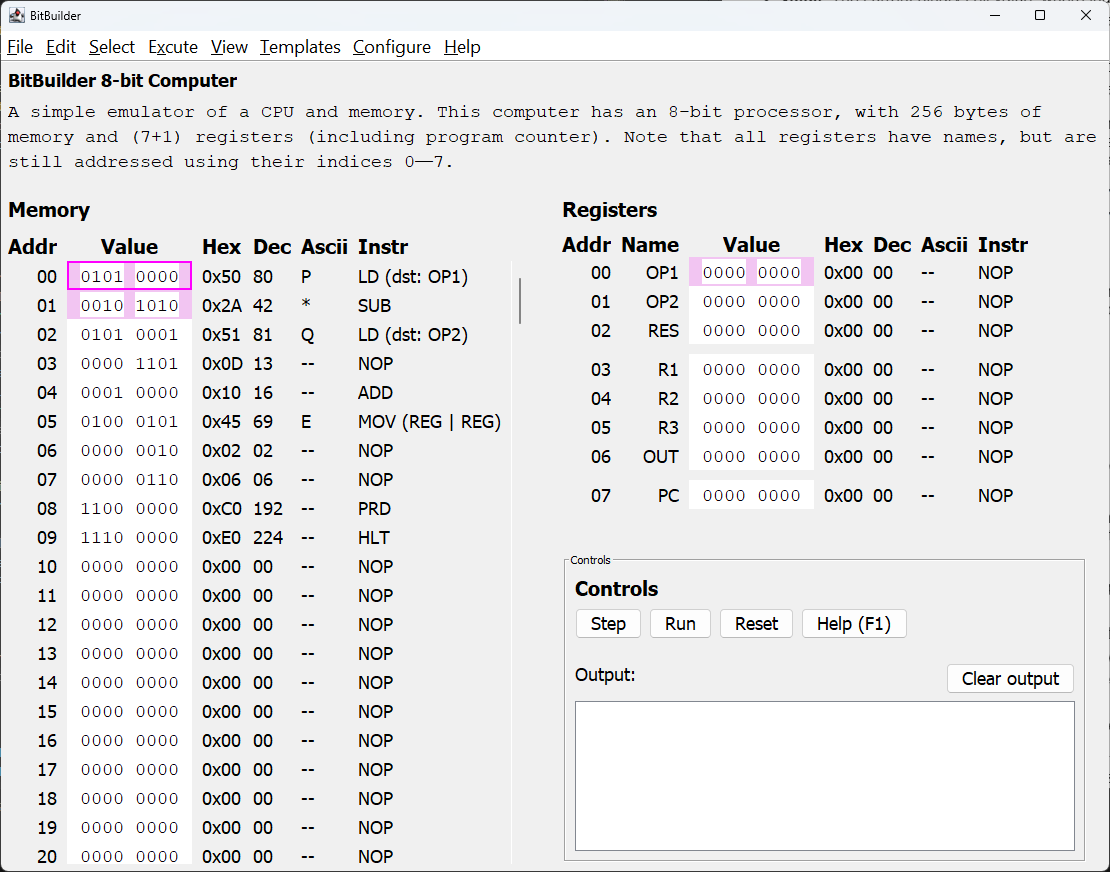 BitBuilder
File Edit Select Excute View Templates Configure Help
BitBuilder 8-bit Computer
A simple emulator of a CPU and memory. This computer has an 8-bit processor, with 256 bytes of
memory and (7+1) registers (including program counter). Note that all registers have names, but are
still addressed using their indices 0—7.
Memory
Addr Value Hex Dec Ascii Instr
00 0101 0000 0x50 80 P LD (dst: OP1)
01 0010 1010 0x2A 42 * SUB
02 0101 0001 0x51 81 Q LD (dst: OP2)
03 0000 1101 0x0D 13 -- NOP
04 0001 0000 0x10 16 -- ADD
05 0100 0101 0x45 69 E MOV (REG | REG)
06 0000 0010 0x02 02 -- NOP
07 0000 0110 0x06 06 -- NOP
08 1100 0000 0xC0 192 -- PRD
09 1110 0000 0xE0 224 -- HLT
10 0000 0000 0x00 00 -- NOP
11 0000 0000 0x00 00 -- NOP
12 0000 0000 0x00 00 -- NOP
13 0000 0000 0x00 00 -- NOP
14 0000 0000 0x00 00 -- NOP
15 0000 0000 0x00 00 -- NOP
16 0000 0000 0x00 00 -- NOP
17 0000 0000 0x00 00 -- NOP
18 0000 0000 0x00 00 -- NOP
19 0000 0000 0x00 00 -- NOP
20 0000 0000 0x00 00 -- NOP
Registers
Addr Name Value Hex Dec Ascii Instr
00 OP1 0000 0000 0x00 00 -- NOP
01 OP2 0000 0000 0x00 00 -- NOP
02 RES 0000 0000 0x00 00 -- NOP
03 R1 0000 0000 0x00 00 -- NOP
04 R2 0000 0000 0x00 00 -- NOP
05 R3 0000 0000 0x00 00 -- NOP
06 OUT 0000 0000 0x00 00 -- NOP
07 PC 0000 0000 0x00 00 -- NOP
Controls
Controls
Step Run Reset Help (F1)
Output:
Clear output